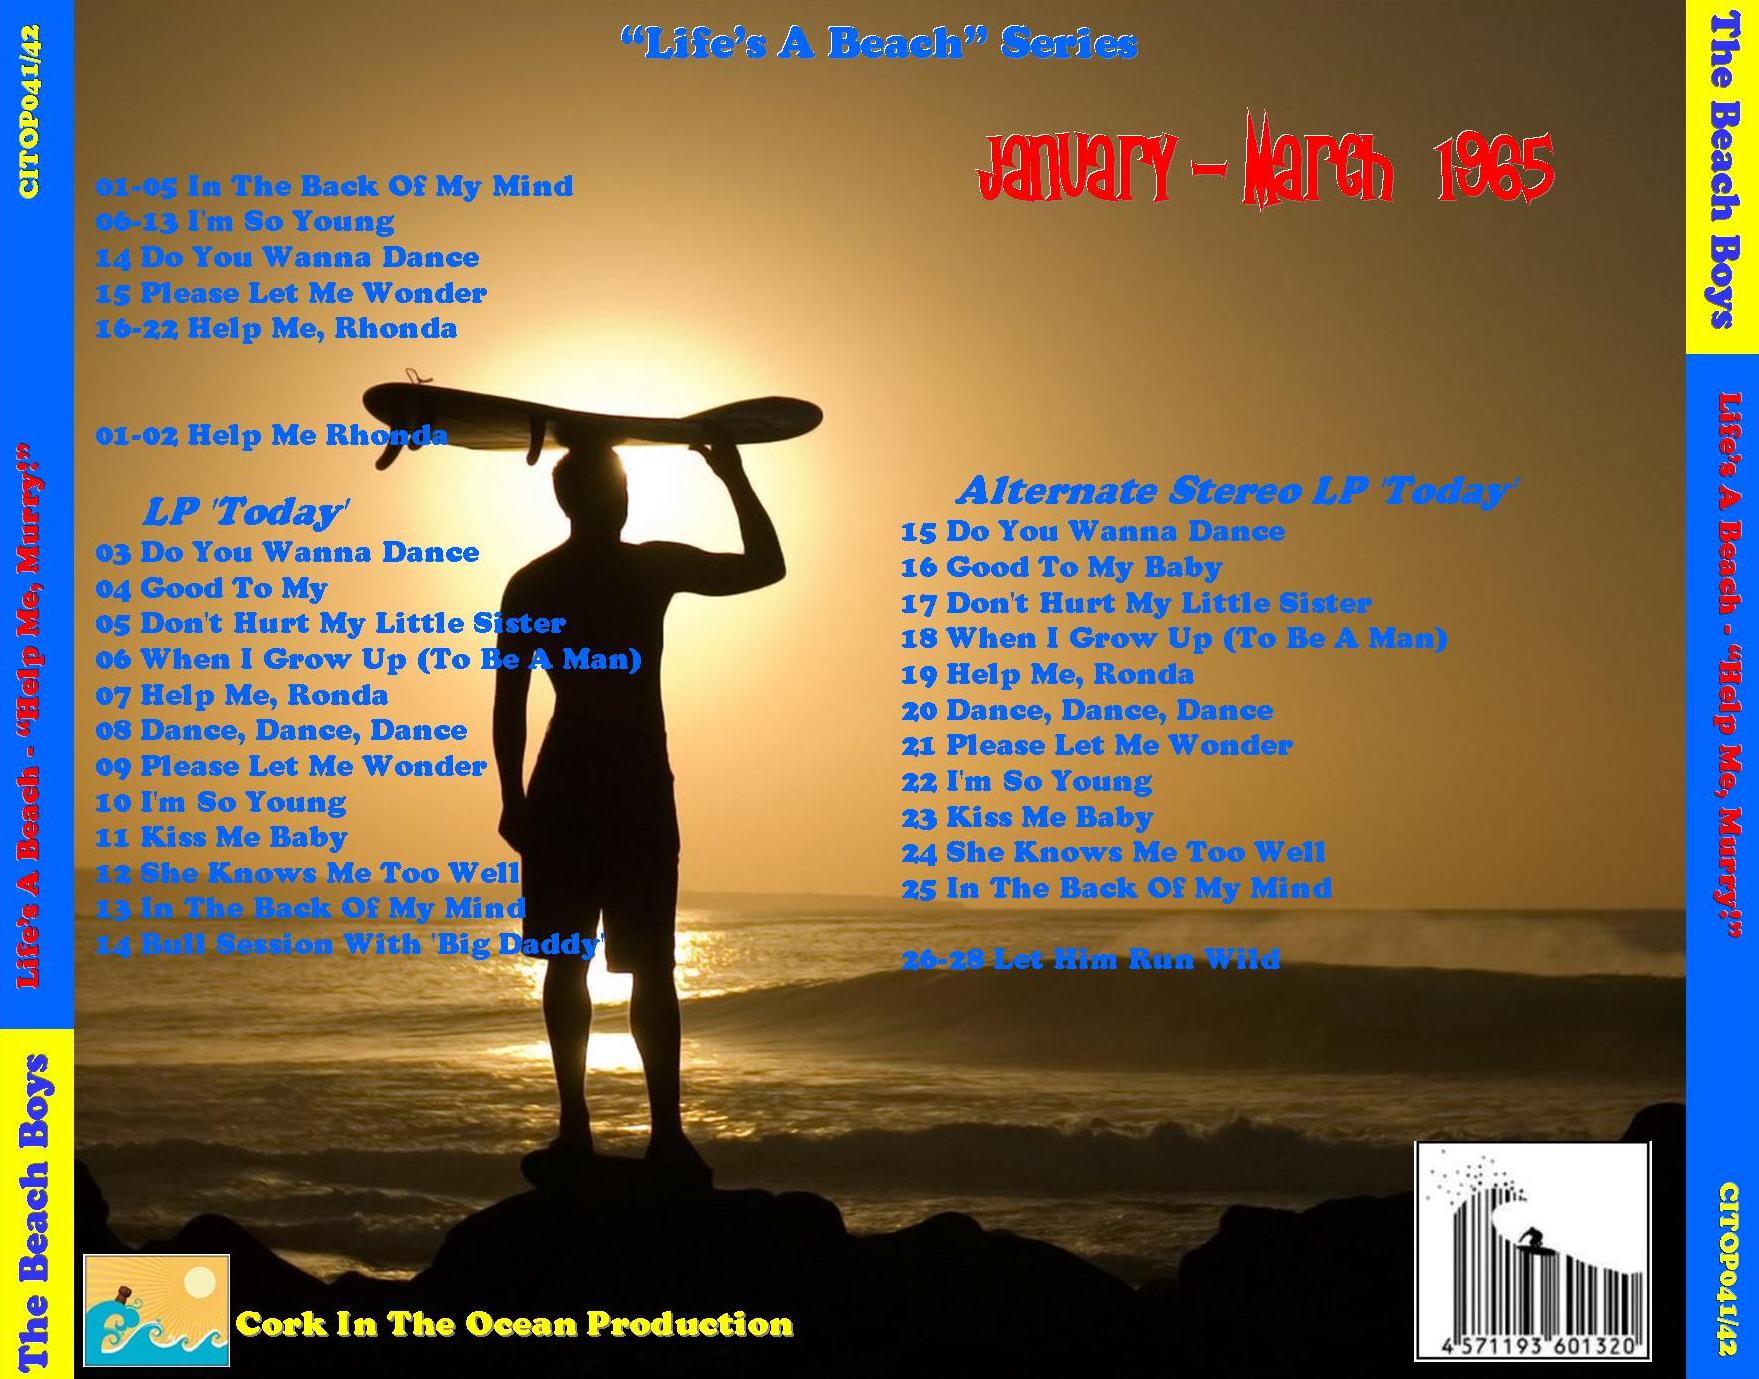 “Life’s A Beach” Series
January - March 1965
01-05 In The Back Of My Mind
06-13 I'm So Young
14 Do You Wanna Dance
15 Please Let Me Wonder
16-22 Help Me, Rhonda
01-02 Help Me Rhonda
LP 'Today'
03 Do You Wanna Dance
04 Good To My
05 Don't Hurt My Little Sister
06 When I Grow Up (To Be A Man)
07 Help Me, Ronda
08 Dance, Dance, Dance
09 Please Let Me Wonder
10 I'm So Young
11 Kiss Me Baby
12 She Knows Me Too Well
13 In The Back Of My Mind
14 Bull Session With 'Big Daddy'
Alternate Stereo LP 'Today'
15 Do You Wanna Dance
16 Good To My Baby
17 Don't Hurt My Little Sister
18 When I Grow Up (To Be A Man)
19 Help Me, Ronda
20 Dance, Dance, Dance
21 Please Let Me Wonder
22 I'm So Young
23 Kiss Me Baby
24 She Knows Me Too Well
25 In The Back Of My Mind
26-28 Let Him Run Wild
Cork In The Ocean Production
4 571193 601320
The Beach Boys
Life’s A Beach - “Help Me, Murry!”
CITOP041/42
The Beach Boys
Life’s A Beach - “Help Me, Murry!”
CITOP041/42